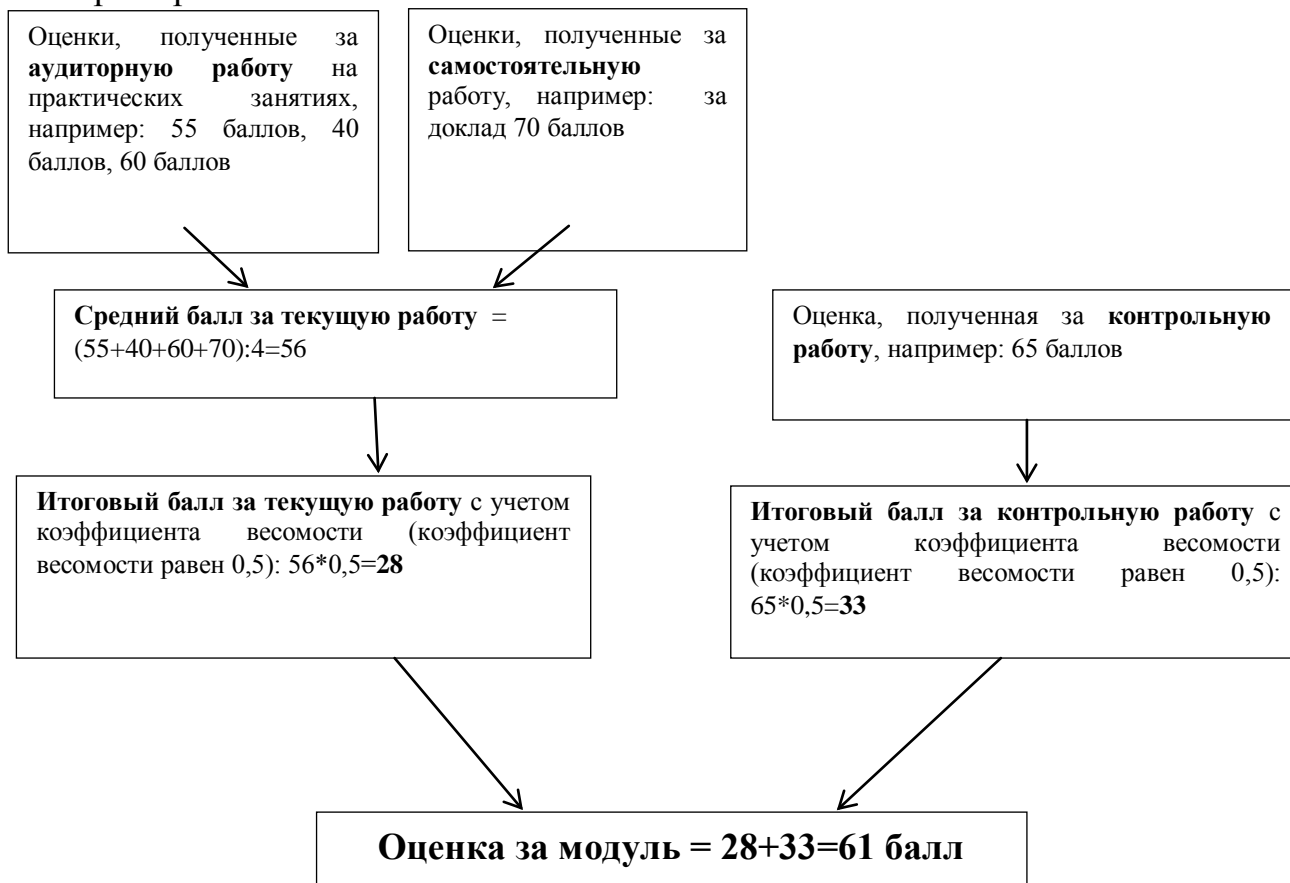 Оценки, полученные за
аудиторную работу на
практических занятиях,
например: 55 баллов, 40
баллов, 60 баллов
Оценки, полученные за
самостоятельную
работу, например: за
доклад 70 баллов
Средний балл за текущую работу =
(55+40+60+70):4=56
Оценка, полученная за контрольную
работу, например: 65 баллов
Итоговый балл за текущую работу с учетом
коэффициента весомости (коэффициент
весомости равен 0,5): 56*0,5=28
Итоговый балл за контрольную работу с
учетом коэффициента весомости
(коэффициент весомости равен 0,5):
65*0,5=33
Оценка за модуль = 28+33=61 балл